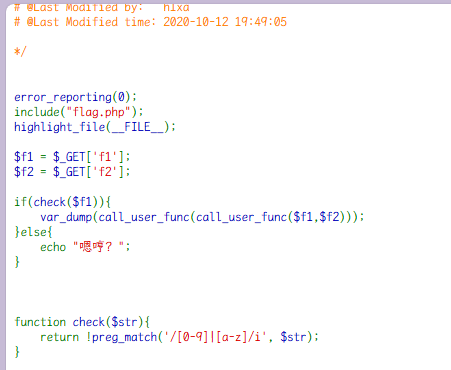 # @Last Modified by:   h1xa
# @Last Modified time: 2020-10-12 19:49:05
*/
error_reporting(0);
include("flag.php");
highlight_file(__FILE__);
$f1 = $_GET['f1'];
$f2 = $_GET['f2'];
if(check($f1)){
    var_dump(call_user_func(call_user_func($f1,$f2)));
}else{
    echo "嗯哼？";
}
function check($str){
    return !preg_match('/[0-9]|[a-z]/i', $str);
}